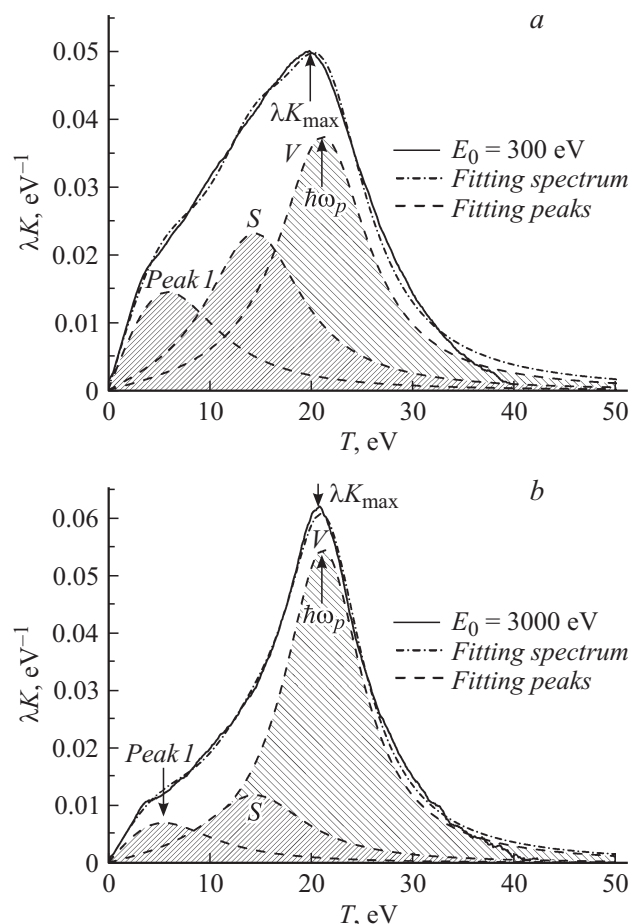 a
0.05
λK_max
0.04
V
E₀ = 300 eV
Fitting spectrum
Fitting peaks
ℏω_p
λK, eV⁻¹
0.03
S
0.02
Peak 1
0.01
0
0 10 20 30 40 50
T, eV
b
λK_max
0.06
V
0.05
ℏω_p
E₀ = 3000 eV
Fitting spectrum
Fitting peaks
λK, eV⁻¹
0.04
0.03
0.02
Peak 1
0.01
S
0
0 10 20 30 40 50
T, eV